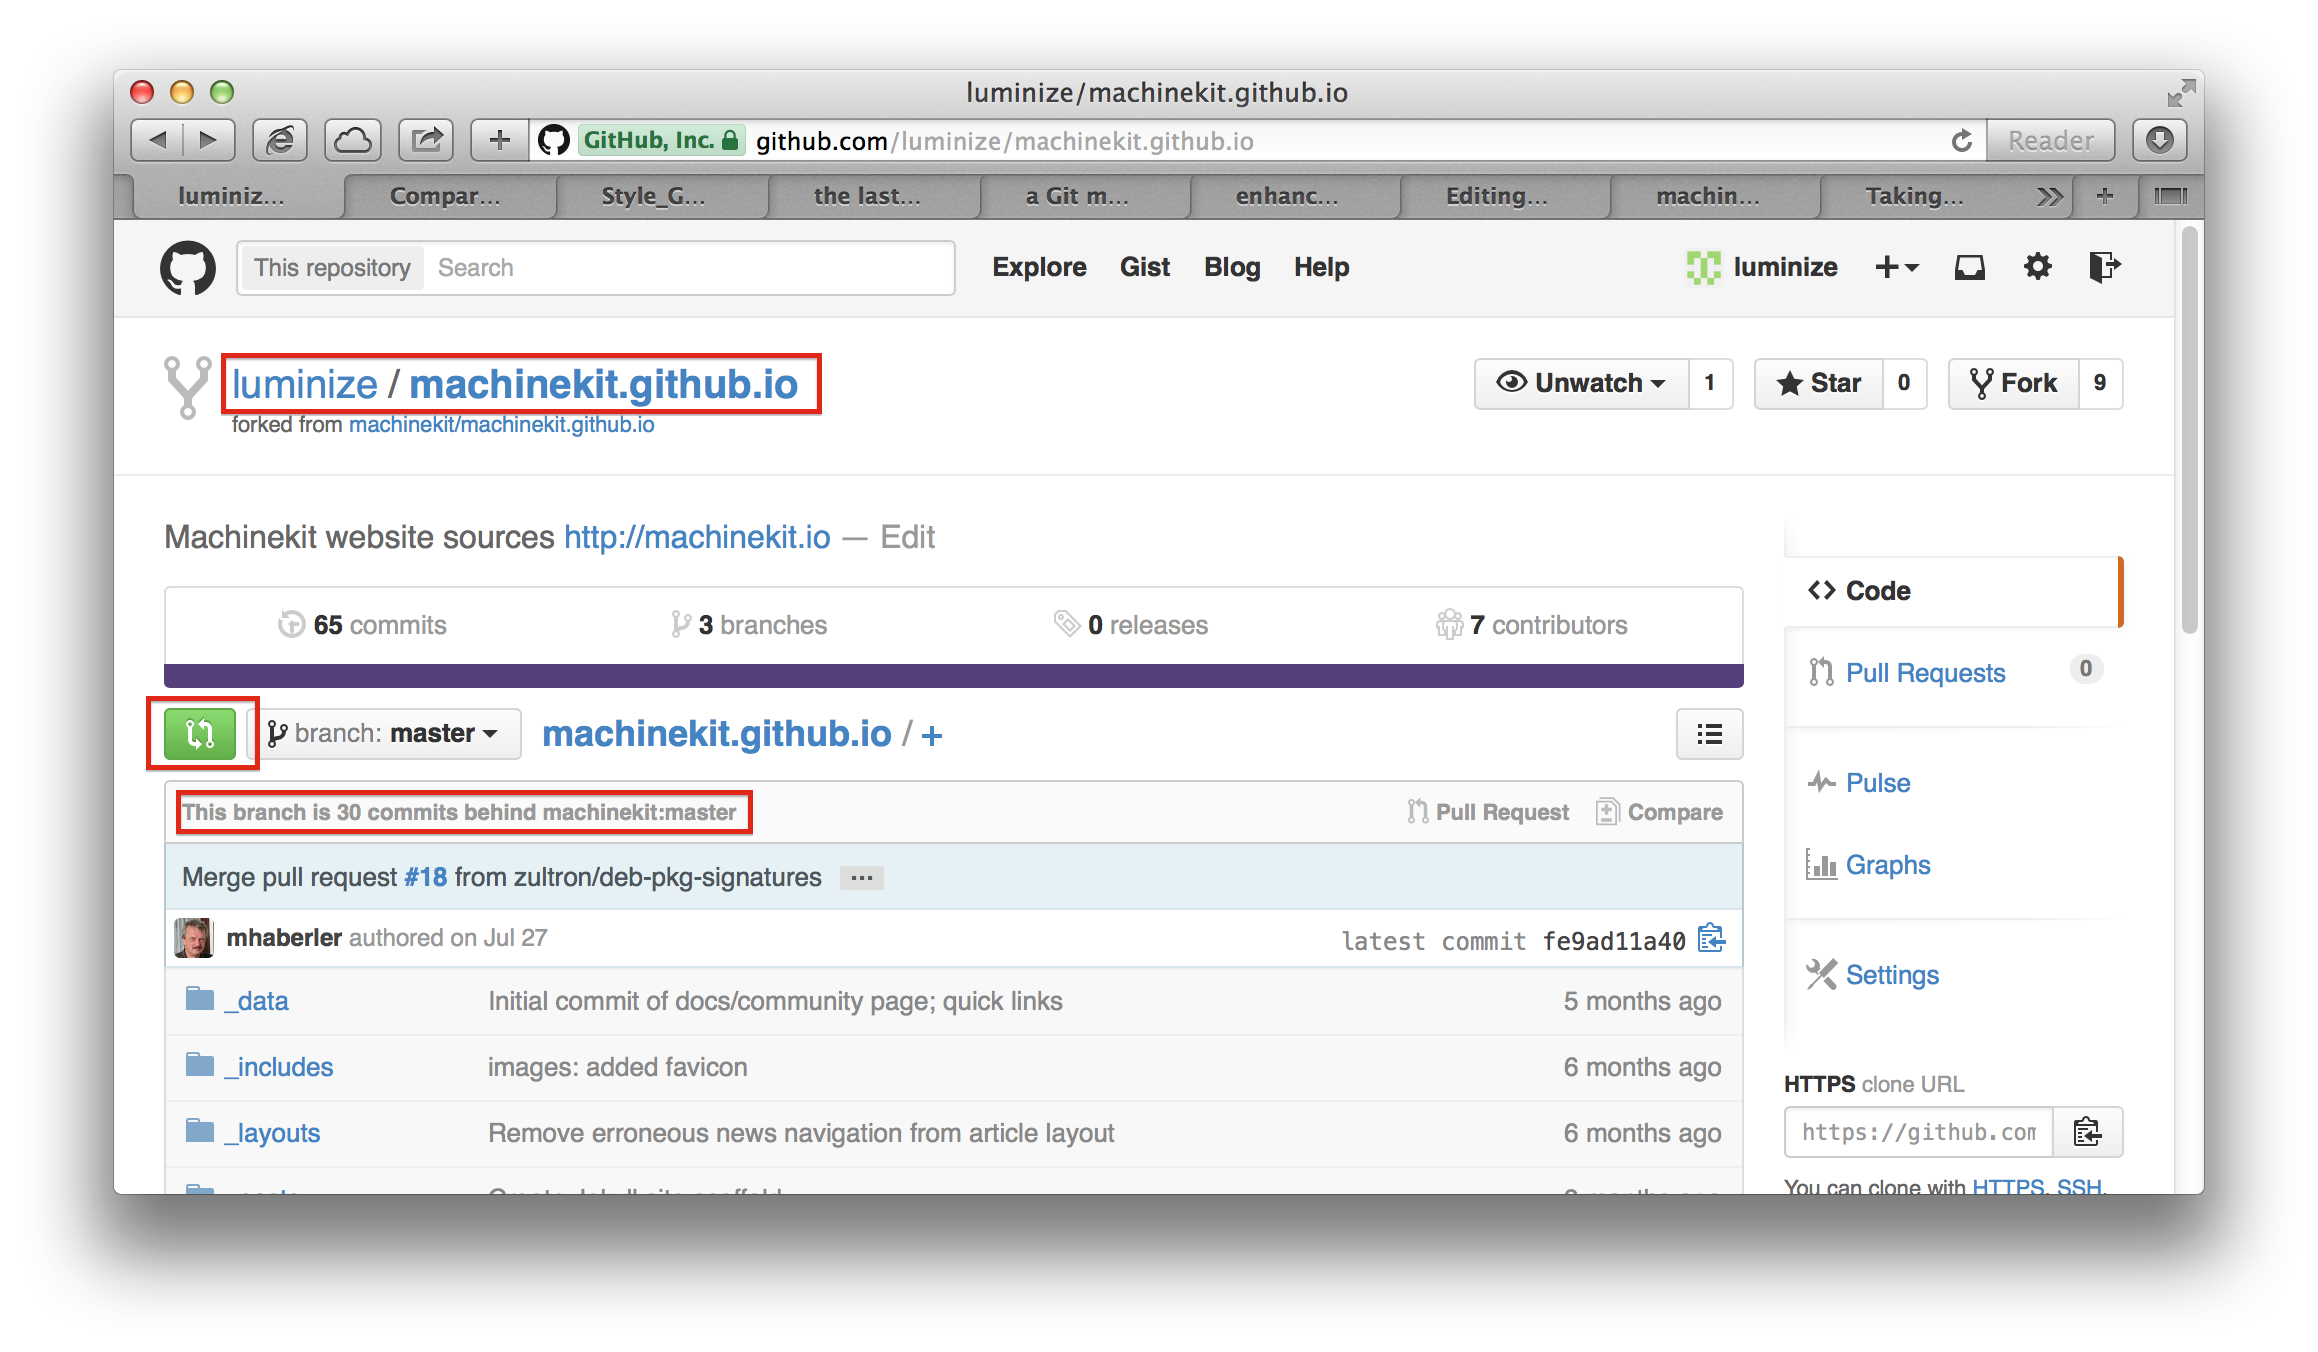 luminize/machinekit.github.io
GitHub, Inc. github.com/luminize/machinekit.github.io Reader
luminiz... Compar... Style_G... the last... a Git m... enhanc... Editing... machin... Taking...
This repository Search Explore Gist Blog Help luminize
luminize / machinekit.github.io Unwatch 1 Star 0 Fork 9
forked from machinekit/machinekit.github.io
Machinekit website sources http://machinekit.io — Edit
65 commits 3 branches 0 releases 7 contributors
branch: master machinekit.github.io / +
This branch is 30 commits behind machinekit:master Pull Request Compare
Merge pull request #18 from zultron/deb-pkg-signatures ...
mhaberler authored on Jul 27 latest commit fe9ad11a40
_data Initial commit of docs/community page; quick links 5 months ago
_includes images: added favicon 6 months ago
_layouts Remove erroneous news navigation from article layout 6 months ago
Code
Pull Requests 0
Pulse
Graphs
Settings
HTTPS clone URL
https://github.com
You can clone with HTTPS, SSH,